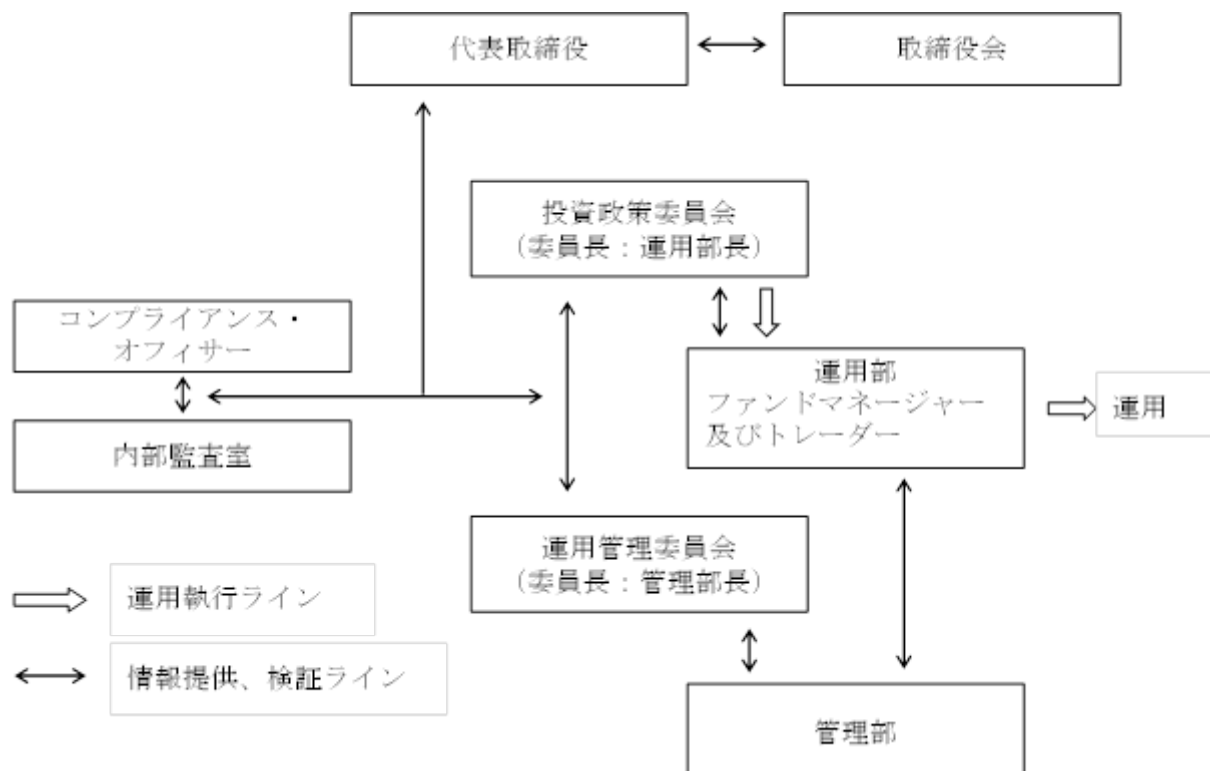 代表取締役
取締役会
投資政策委員会
(委員長：運用部長)
コンプライアンス・
オフィサー
運用部
ファンドマネージャー
及びトレーダー
運用
内部監査室
運用管理委員会
(委員長：管理部長)
運用執行ライン
情報提供、検証ライン
管理部